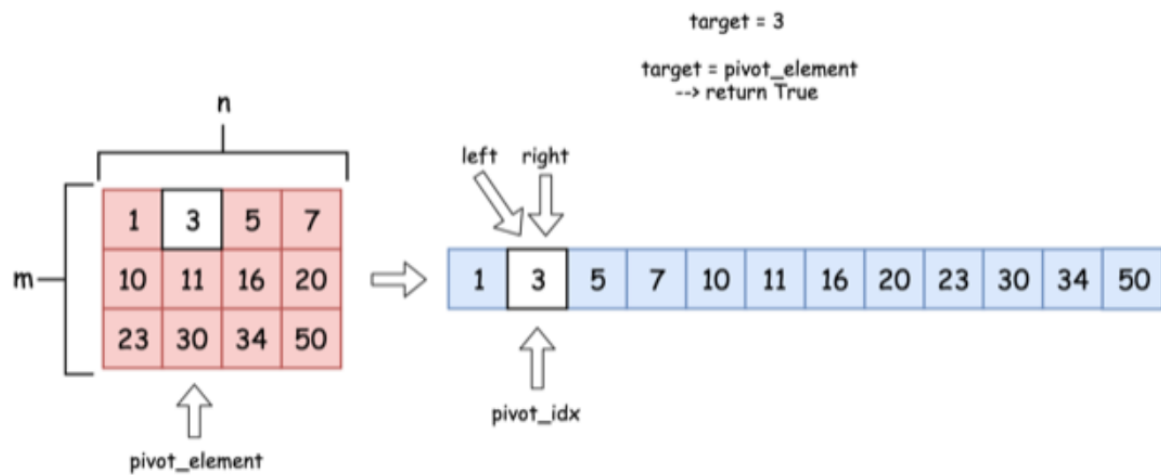 target = 3
target = pivot_element
--> return True
n
left right
m
1 3 5 7
10 11 16 20
23 30 34 50
1 3 5 7 10 11 16 20 23 30 34 50
pivot_idx
pivot_element